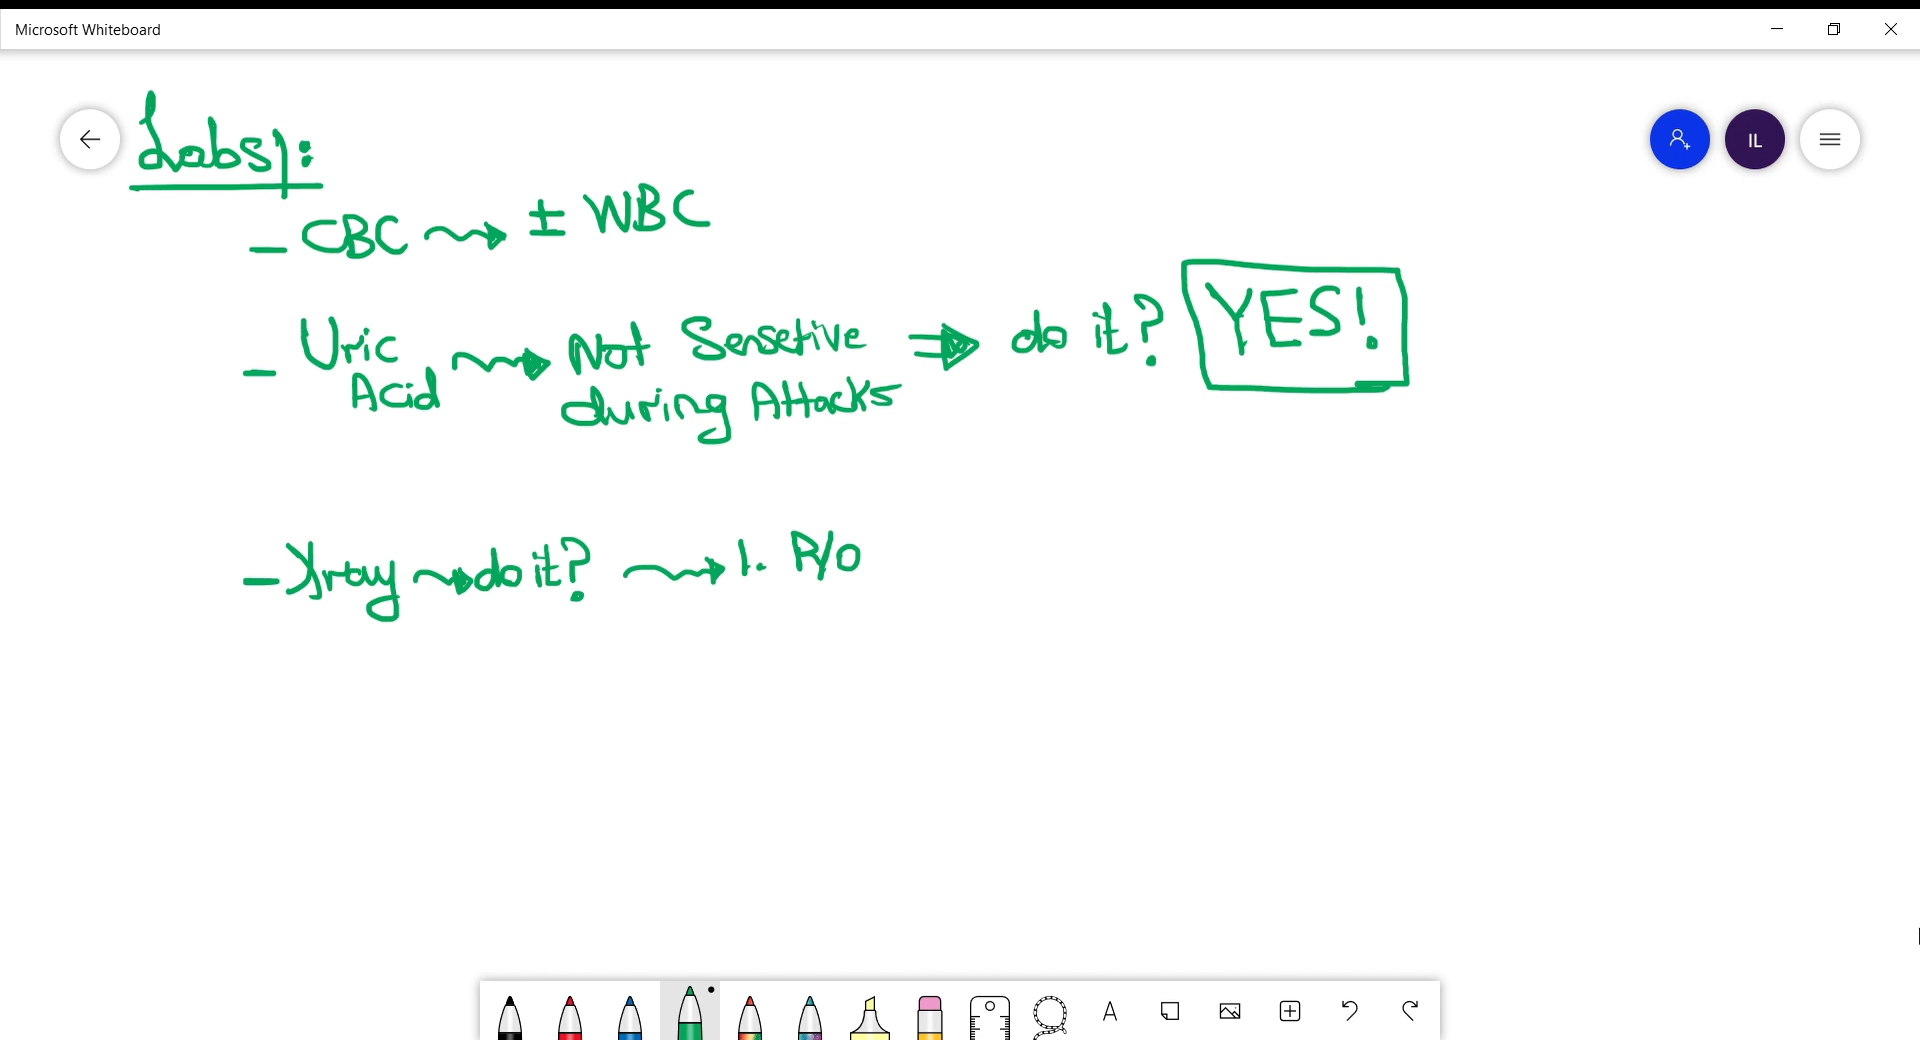 Microsoft Whiteboard
IL
Labs:
- CBC → ± WBC
- Uric Acid → Not Sensetive during Attacks ⇒ do it? YES!
- Xray → do it? → 1. R/O
A